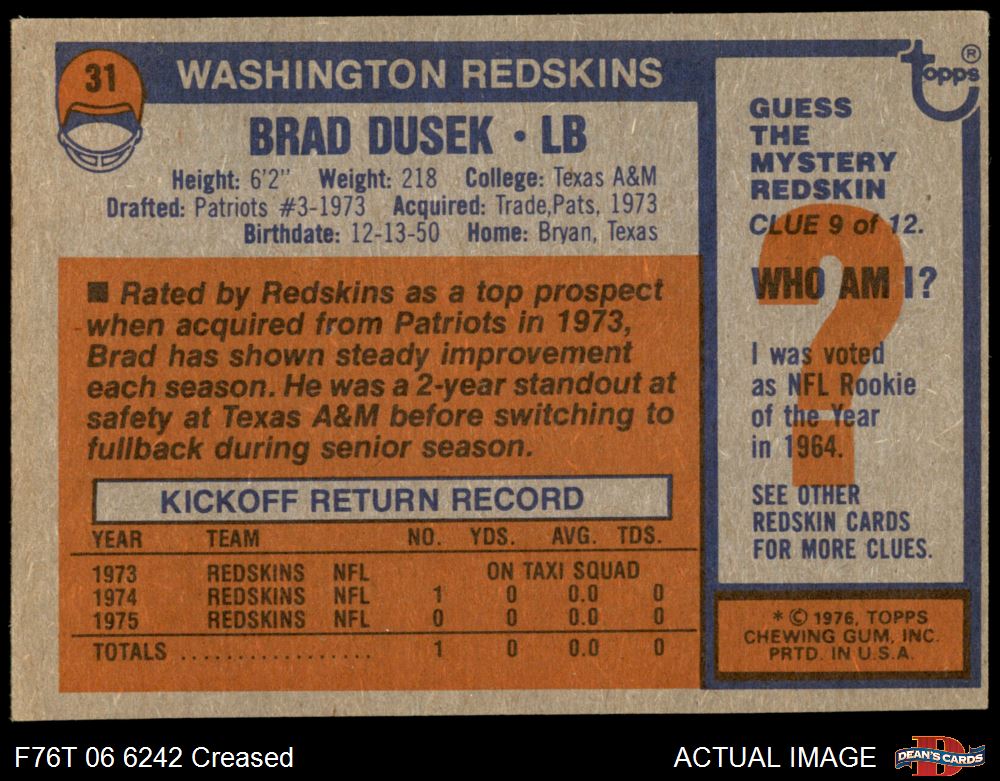 31
WASHINGTON REDSKINS
BRAD DUSEK • LB
Height: 6'2" Weight: 218 College: Texas A&M
Drafted: Patriots #3-1973 Acquired: Trade,Pats, 1973
Birthdate: 12-13-50 Home: Bryan, Texas
■ Rated by Redskins as a top prospect
when acquired from Patriots in 1973,
Brad has shown steady improvement
each season. He was a 2-year standout at
safety at Texas A&M before switching to
fullback during senior season.
KICKOFF RETURN RECORD
YEAR TEAM NO. YDS. AVG. TDS.
1973 REDSKINS NFL ON TAXI SQUAD
1974 REDSKINS NFL 1 0 0.0 0
1975 REDSKINS NFL 0 0 0.0 0
TOTALS .................. 1 0 0.0 0
topps®
GUESS
THE
MYSTERY
REDSKIN
CLUE 9 of 12.
?
WHO AM I?
I was voted
as NFL Rookie
of the Year
in 1964.
SEE OTHER
REDSKIN CARDS
FOR MORE CLUES.
* © 1976, TOPPS
CHEWING GUM, INC.
PRTD. IN U.S.A.
F76T 06 6242 Creased
ACTUAL IMAGE
D
DEAN'S CARDS